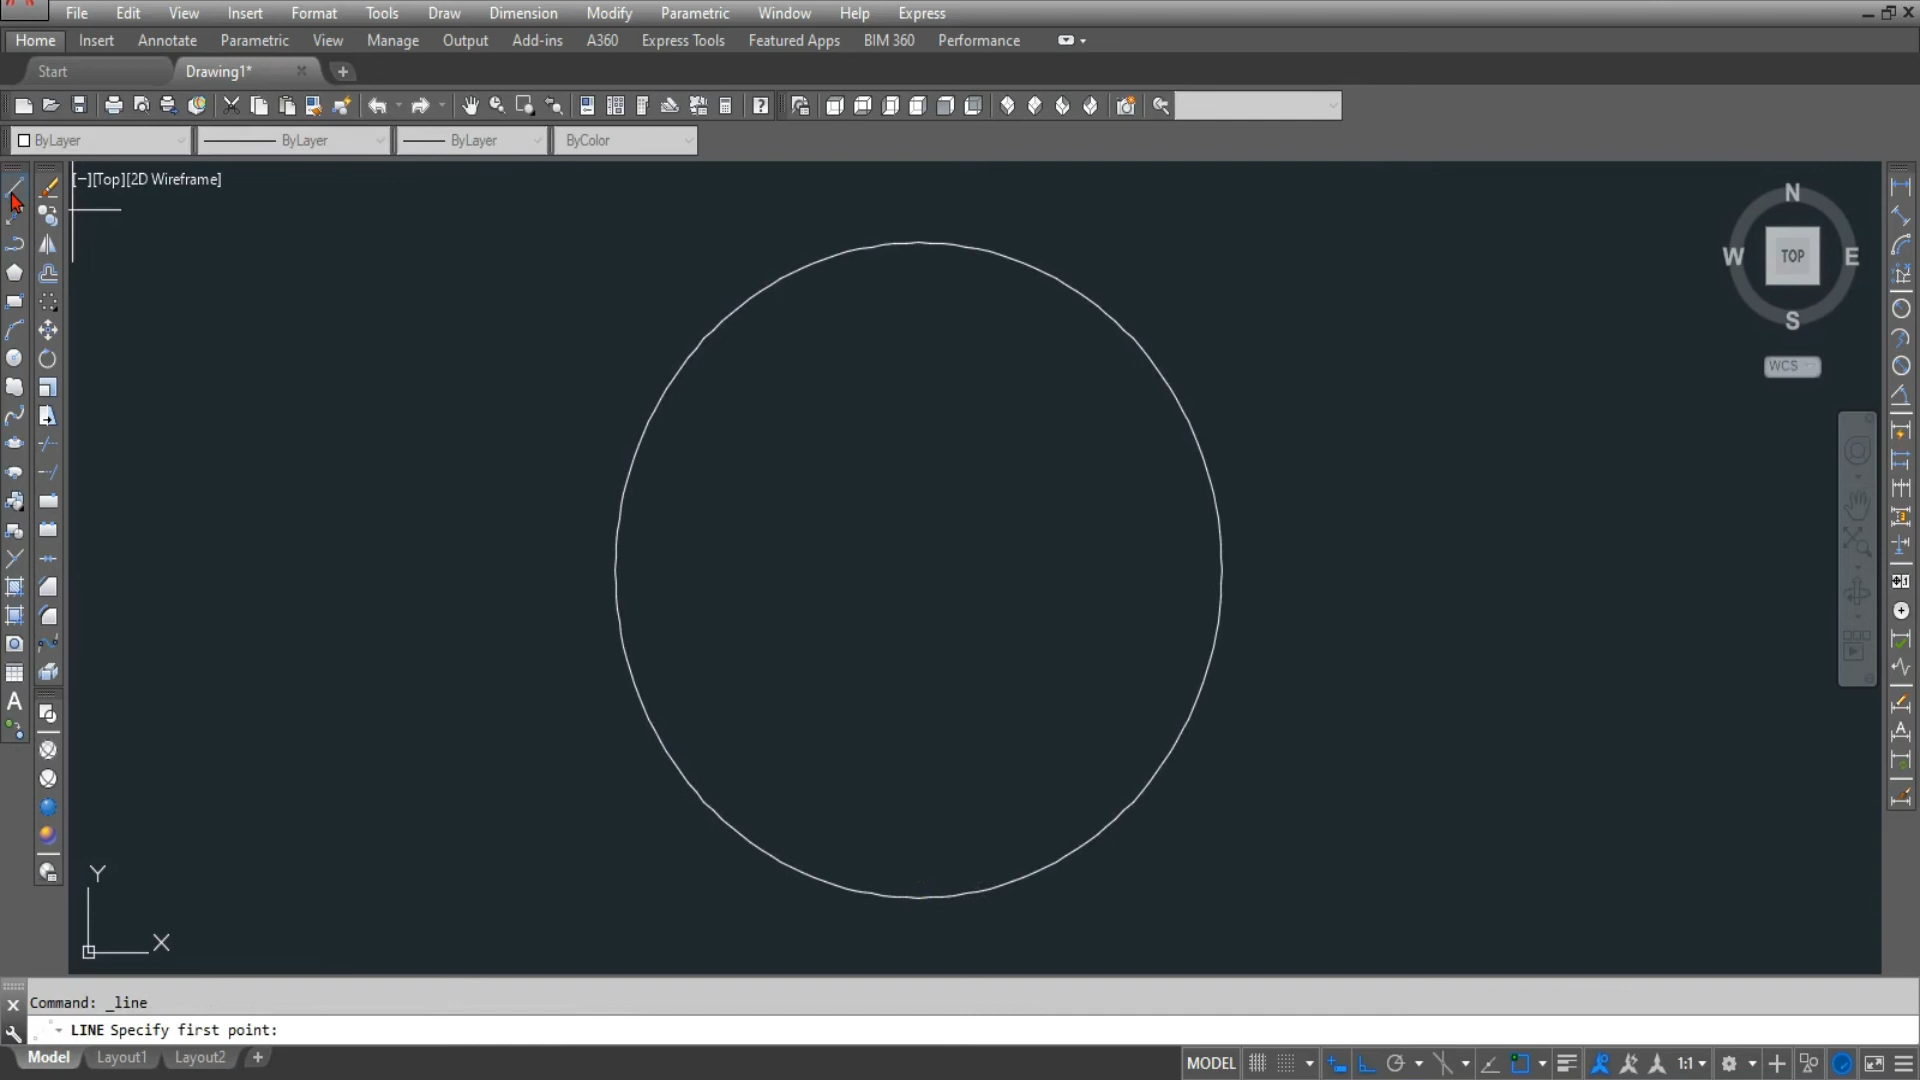 File Edit View Insert Format Tools Draw Dimension Modify Parametric Window Help Express
Home Insert Annotate Parametric View Manage Output Add-ins A360 Express Tools Featured Apps BIM 360 Performance
Start Drawing1*
ByLayer ByLayer ByLayer ByColor
[−][Top][2D Wireframe]
N
W TOP E
S
WCS
A
Y
X
Command: _line
LINE Specify first point:
Model Layout1 Layout2 +
MODEL 1:1